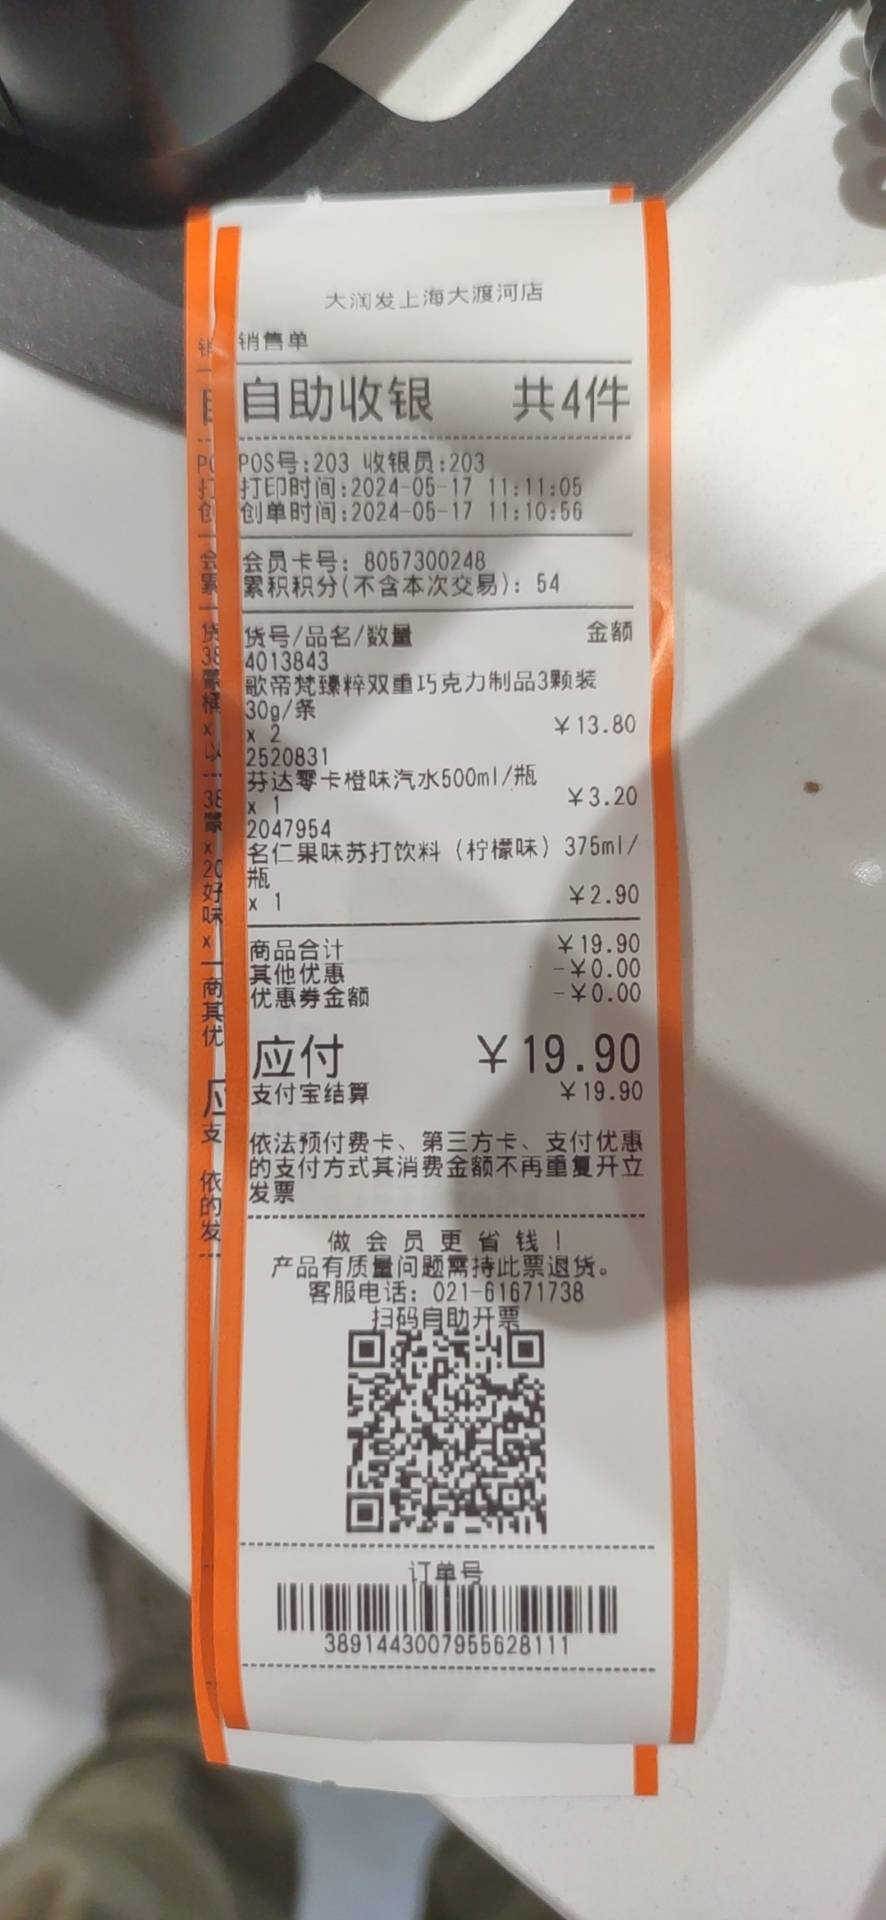 大润发上海大渡河店
销售单
自助收银 共4件
POS号:203 收银员:203
打印时间:2024-05-17 11:11:05
创单时间:2024-05-17 11:10:56
会员卡号: 8057300248
累积积分(不含本次交易): 54
货号/品名/数量 金额
4013843
歌帝梵臻粹双重巧克力制品3颗装
30g/条
x 2 ¥13.80
2520831
芬达零卡橙味汽水500ml/瓶
x 1 ¥3.20
2047954
名仁果味苏打饮料（柠檬味）375ml/
瓶
x 1 ¥2.90
商品合计 ¥19.90
其他优惠 -¥0.00
优惠券金额 -¥0.00
应付 ¥19.90
支付宝结算 ¥19.90
依法预付费卡、第三方卡、支付优惠
的支付方式其消费金额不再重复开立
发票
做会员更省钱！
产品有质量问题需持此票退货。
客服电话: 021-61671738
扫码自助开票
订单号
3891443007955628111